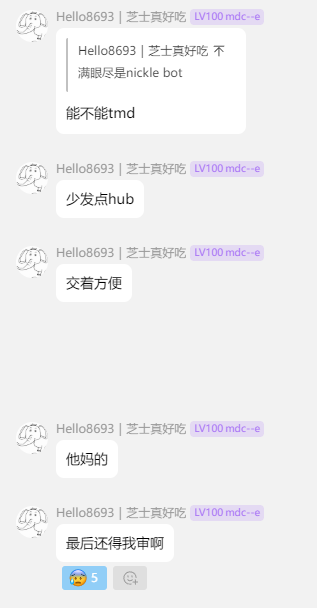 Hello8693 | 芝士真好吃 LV100 mdc--e
Hello8693 | 芝士真好吃 不
满眼尽是nickle bot
能不能tmd
Hello8693 | 芝士真好吃 LV100 mdc--e
少发点hub
Hello8693 | 芝士真好吃 LV100 mdc--e
交着方便
Hello8693 | 芝士真好吃 LV100 mdc--e
他妈的
Hello8693 | 芝士真好吃 LV100 mdc--e
最后还得我审啊
5